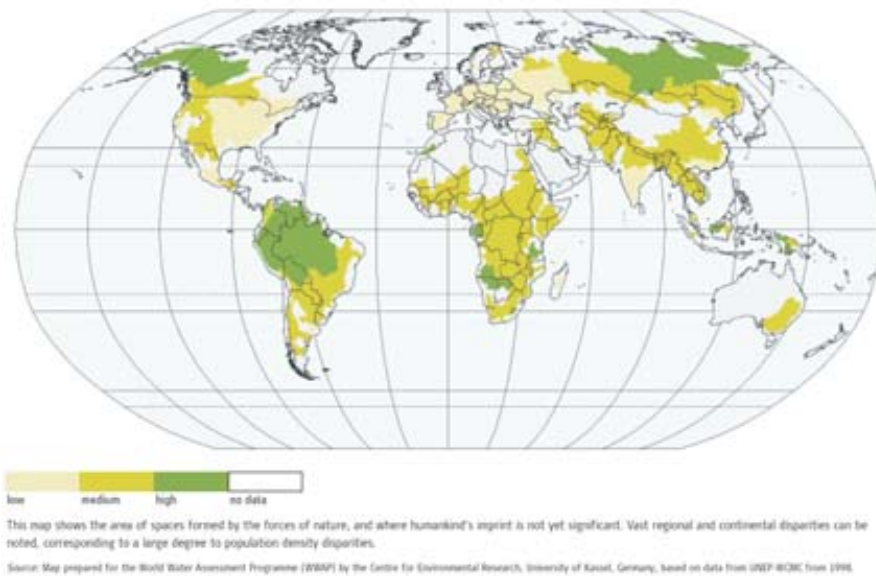 low medium high no data
This map shows the area of spaces formed by the forces of nature, and where humankind's imprint is not yet significant. Vast regional and continental disparities can be
noted, corresponding to a large degree to population density disparities.
Source: Map prepared for the World Water Assessment Programme (WWAP) by the Centre for Environmental Research, University of Kassel, Germany, based on data from UNEP-WCMC from 1998.